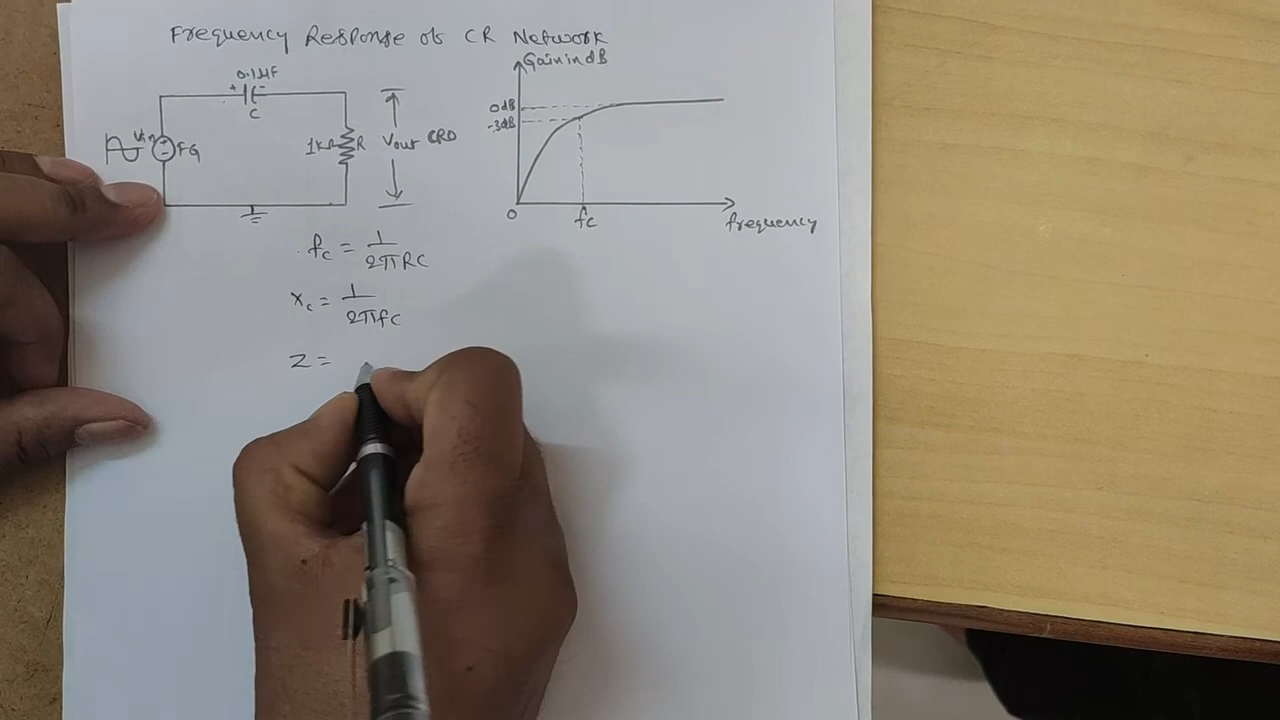 Frequency Response of CR Network
0.1µF
+ -
C
Vin
+
-
FG
1kΩ R
Vout CRO
Gain in dB
0dB
-3dB
0
fc
frequency
fc = 1/2πRC
Xc = 1/2πfC
Z =